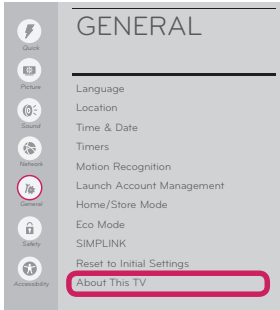 GENERAL
Quick
Picture
Sound
Network
General
Safety
Accessibility
Language
Location
Time & Date
Timers
Motion Recognition
Launch Account Management
Home/Store Mode
Eco Mode
SIMPLINK
Reset to Initial Settings
About This TV